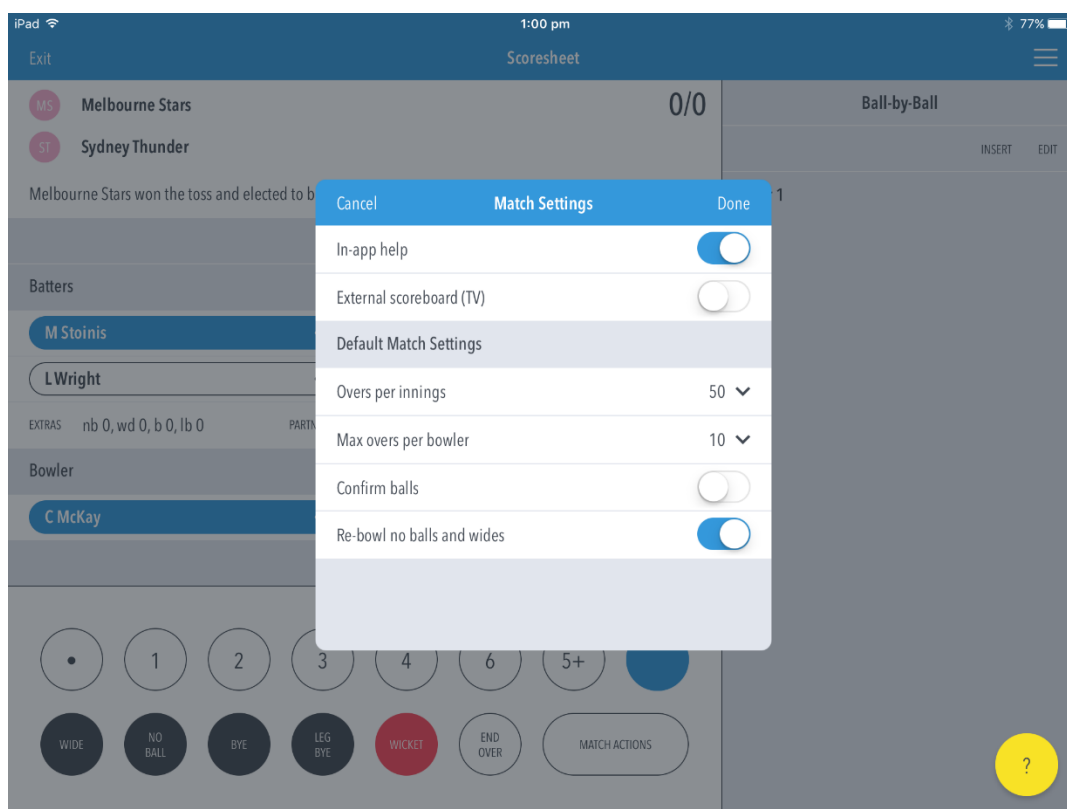 iPad 1:00 pm 77%
Exit Scoresheet
MS Melbourne Stars 0/0
ST Sydney Thunder
Melbourne Stars won the toss and elected to b
Ball-by-Ball
INSERT EDIT
1
Cancel Match Settings Done
In-app help
External scoreboard (TV)
Default Match Settings
Overs per innings 50
Max overs per bowler 10
Confirm balls
Re-bowl no balls and wides
Batters
M Stoinis
L Wright
EXTRAS nb 0, wd 0, b 0, lb 0 PARTN
Bowler
C McKay
• 1 2 3 4 6 5+
WIDE NO BALL BYE LEG BYE WICKET END OVER MATCH ACTIONS
?